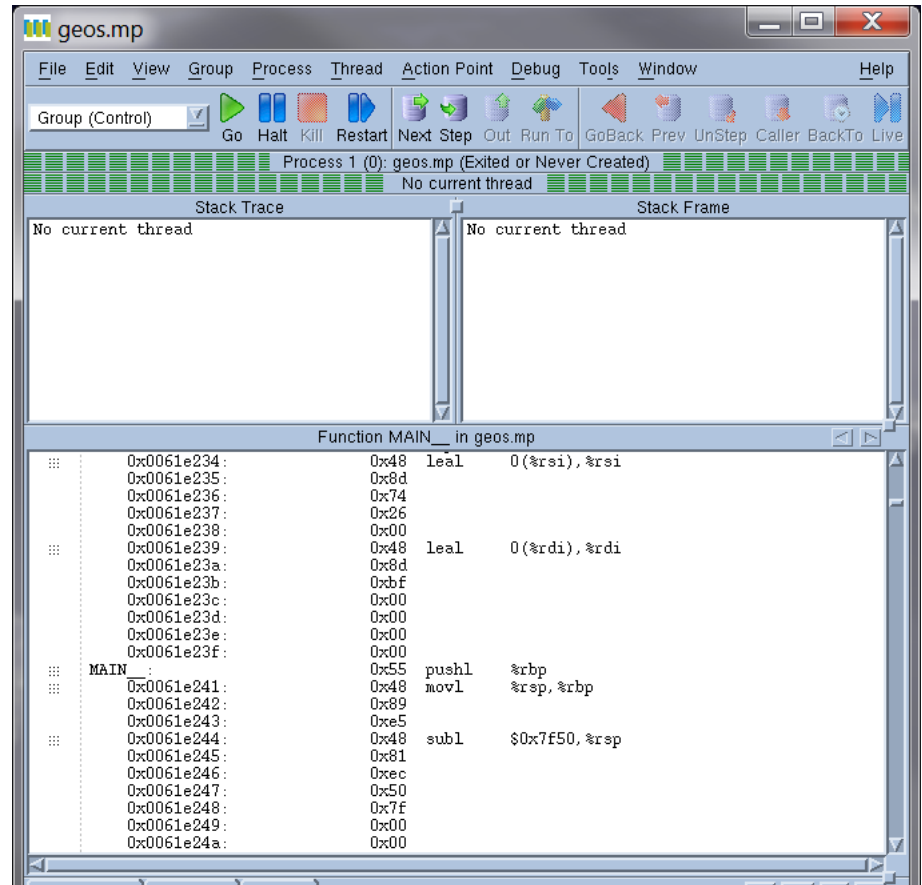 geos.mp
File Edit View Group Process Thread Action Point Debug Tools Window Help
Group (Control) Go Halt Kill Restart Next Step Out Run To GoBack Prev UnStep Caller BackTo Live
Process 1 (0): geos.mp (Exited or Never Created)
No current thread
Stack Trace Stack Frame
No current thread No current thread
Function MAIN__ in geos.mp
0x0061e234: 0x48 leal 0(%rsi),%rsi
0x0061e235: 0x8d
0x0061e236: 0x74
0x0061e237: 0x26
0x0061e238: 0x00
0x0061e239: 0x48 leal 0(%rdi),%rdi
0x0061e23a: 0x8d
0x0061e23b: 0xbf
0x0061e23c: 0x00
0x0061e23d: 0x00
0x0061e23e: 0x00
0x0061e23f: 0x00
MAIN__: 0x55 pushl %rbp
0x0061e241: 0x48 movl %rsp,%rbp
0x0061e242: 0x89
0x0061e243: 0xe5
0x0061e244: 0x48 subl $0x7f50,%rsp
0x0061e245: 0x81
0x0061e246: 0xec
0x0061e247: 0x50
0x0061e248: 0x7f
0x0061e249: 0x00
0x0061e24a: 0x00